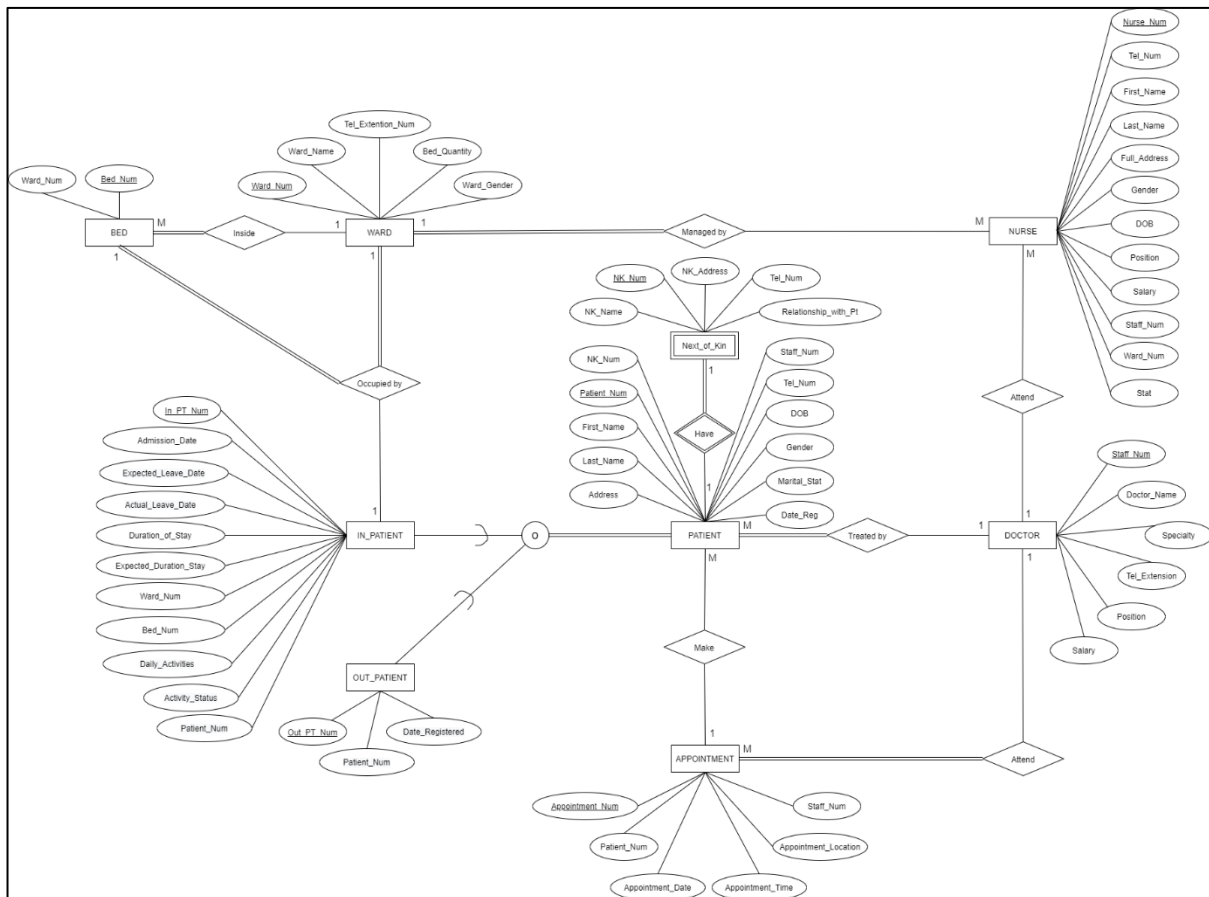 Nurse_Num
Tel_Num
First_Name
Last_Name
Full_Address
Gender
DOB
Position
Salary
Staff_Num
Ward_Num
Stat
Tel_Extention_Num
Ward_Name
Bed_Quantity
Ward_Num
Ward_Gender
Ward_Num
Bed_Num
BED
M
Inside
1
WARD
1
Managed by
M
NURSE
1
1
M
NK_Num
NK_Address
Tel_Num
NK_Name
Relationship_with_Pt
Next_of_Kin
1
NK_Num
Patient_Num
First_Name
Last_Name
Address
Staff_Num
Tel_Num
DOB
Gender
Marital_Stat
Date_Reg
Have
1
Occupied by
Attend
In_PT_Num
Admission_Date
Expected_Leave_Date
Actual_Leave_Date
Duration_of_Stay
Expected_Duration_Stay
Ward_Num
Bed_Num
Daily_Activities
Activity_Status
Patient_Num
1
IN_PATIENT
O
PATIENT
M
Treated by
1
DOCTOR
1
M
1
Staff_Num
Doctor_Name
Specialty
Tel_Extension
Position
Salary
OUT_PATIENT
Out_PT_Num
Date_Registered
Patient_Num
Make
1
APPOINTMENT
M
Attend
Appointment_Num
Staff_Num
Patient_Num
Appointment_Location
Appointment_Date
Appointment_Time